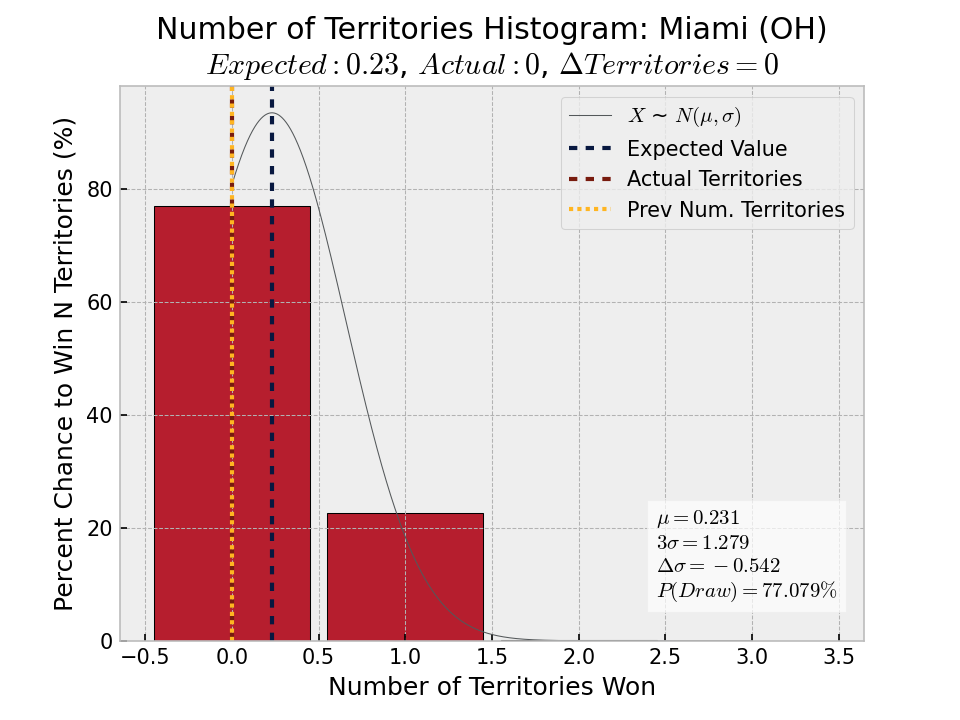 Number of Territories Histogram: Miami (OH)
Expected : 0.23, Actual : 0, ΔTerritories = 0
Percent Chance to Win N Territories (%)
80
60
40
20
0
−0.5 0.0 0.5 1.0 1.5 2.0 2.5 3.0 3.5
Number of Territories Won
X ~ N(μ, σ)
Expected Value
Actual Territories
Prev Num. Territories
μ = 0.231
3σ = 1.279
Δσ = − 0.542
P(Draw) = 77.079%